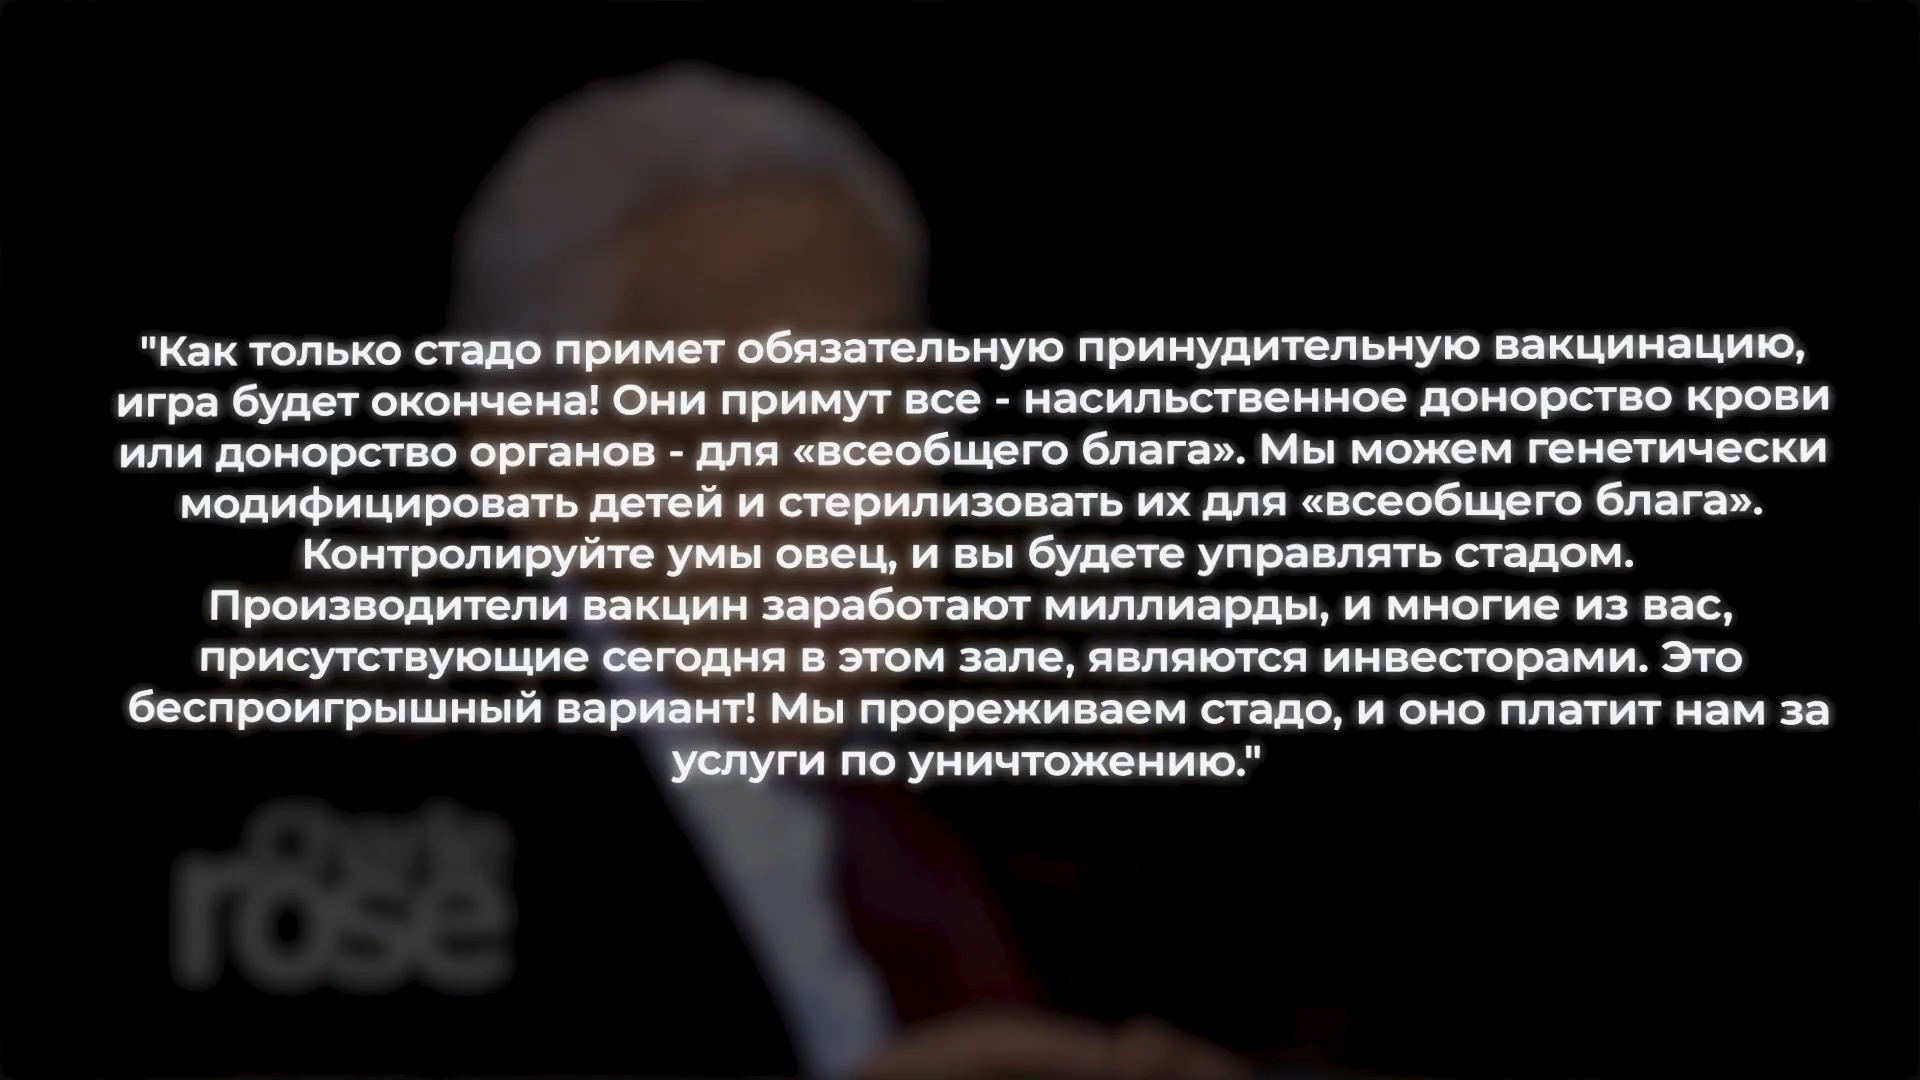 "Как только стадо примет обязательную принудительную вакцинацию,
игра будет окончена! Они примут все - насильственное донорство крови
или донорство органов - для «всеобщего блага». Мы можем генетически
модифицировать детей и стерилизовать их для «всеобщего блага».
Контролируйте умы овец, и вы будете управлять стадом.
Производители вакцин заработают миллиарды, и многие из вас,
присутствующие сегодня в этом зале, являются инвесторами. Это
беспроигрышный вариант! Мы прореживаем стадо, и оно платит нам за
услуги по уничтожению."
rose